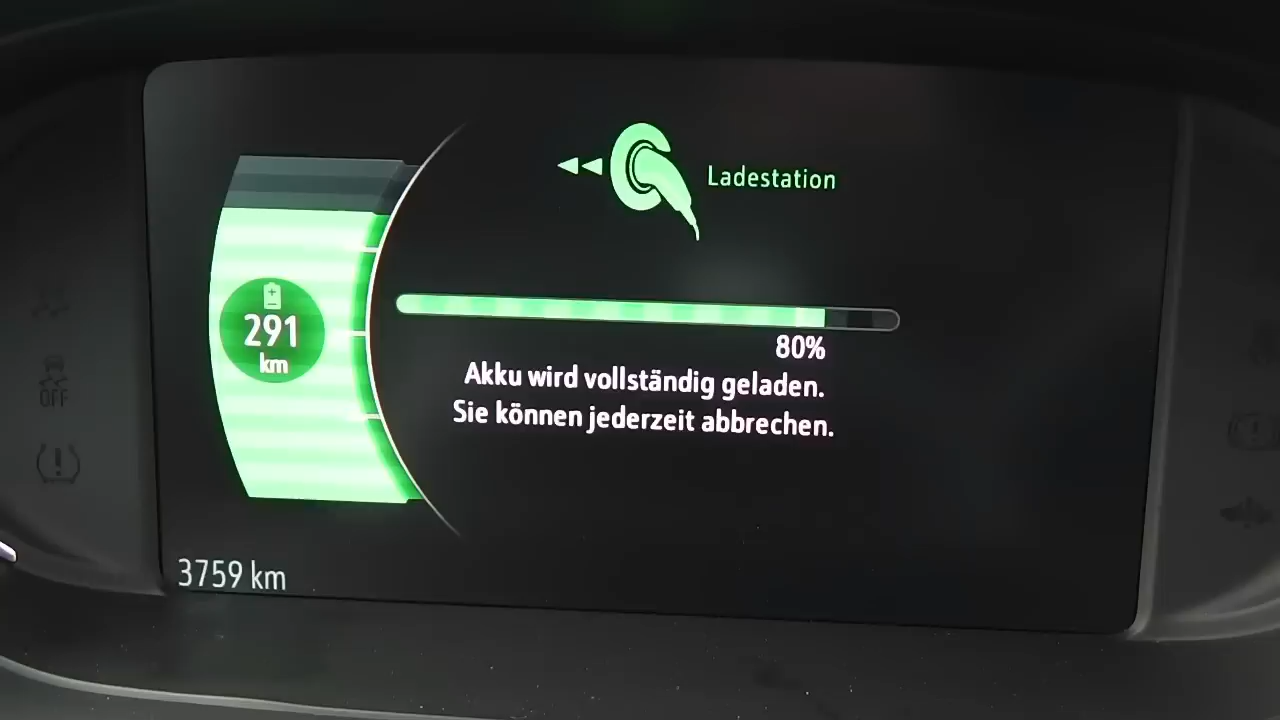 Ladestation
291
km
80%
Akku wird vollständig geladen.
Sie können jederzeit abbrechen.
OFF
3759 km